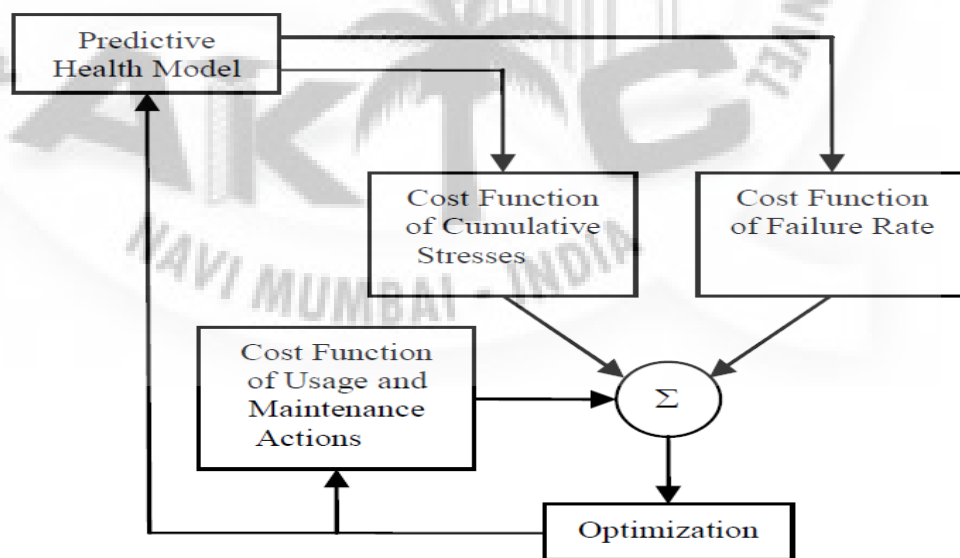 Predictive
Health Model
Cost Function
of Cumulative
Stresses
Cost Function
of Failure Rate
Cost Function
of Usage and
Maintenance
Actions
Σ
Optimization
AKTC
NAVI MUMBAI - INDIA